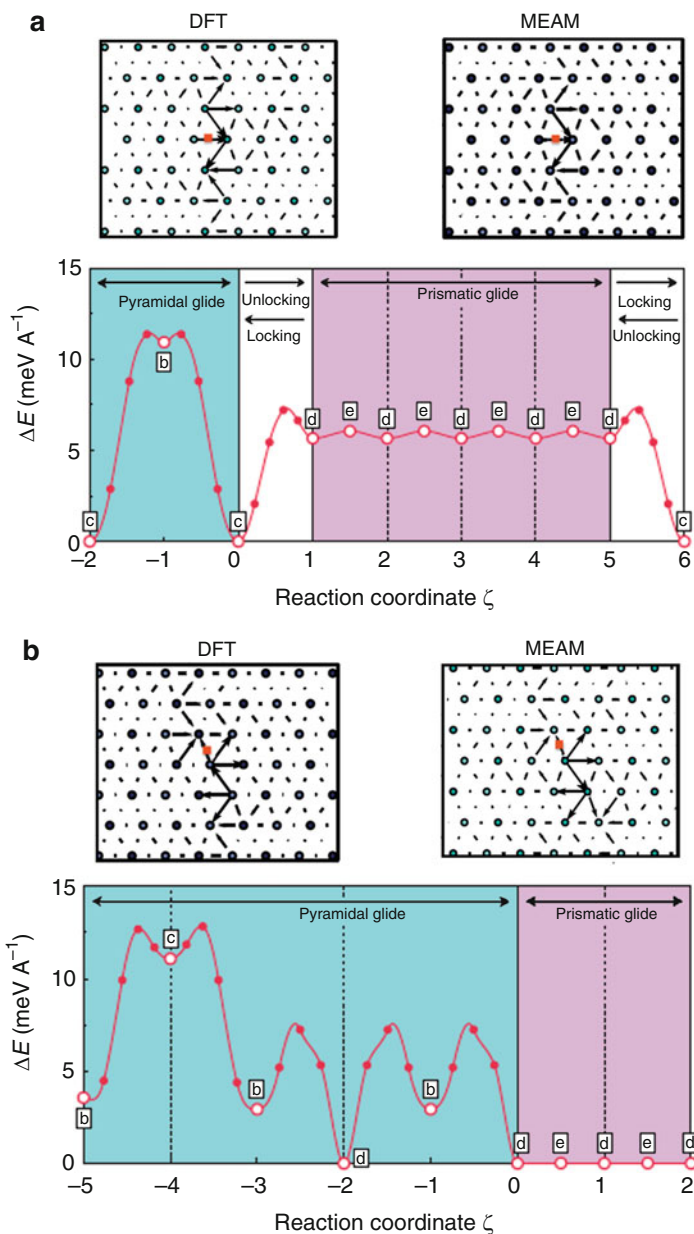 a
DFT
MEAM
15
10
5
0
ΔE (meV A⁻¹)
Pyramidal glide
Unlocking
Locking
Prismatic glide
Locking
Unlocking
c
b
c
d
e
d
e
d
e
d
e
d
c
−2
−1
0
1
2
3
4
5
6
Reaction coordinate ζ
b
DFT
MEAM
15
10
5
0
ΔE (meV A⁻¹)
Pyramidal glide
Prismatic glide
b
c
b
d
b
d
e
d
e
d
−5
−4
−3
−2
−1
0
1
2
Reaction coordinate ζ